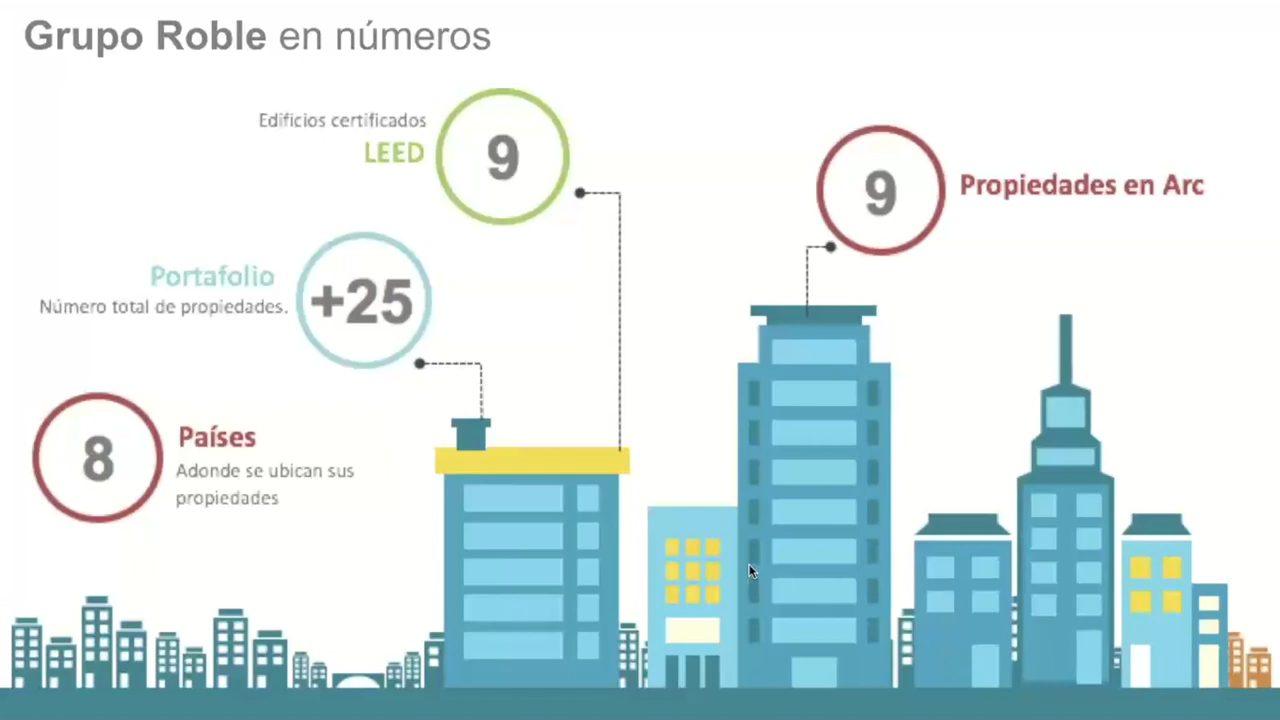 Grupo Roble en números
Edificios certificados
LEED
9
9
Propiedades en Arc
Portafolio
Número total de propiedades.
+25
8
Países
Adonde se ubican sus
propiedades